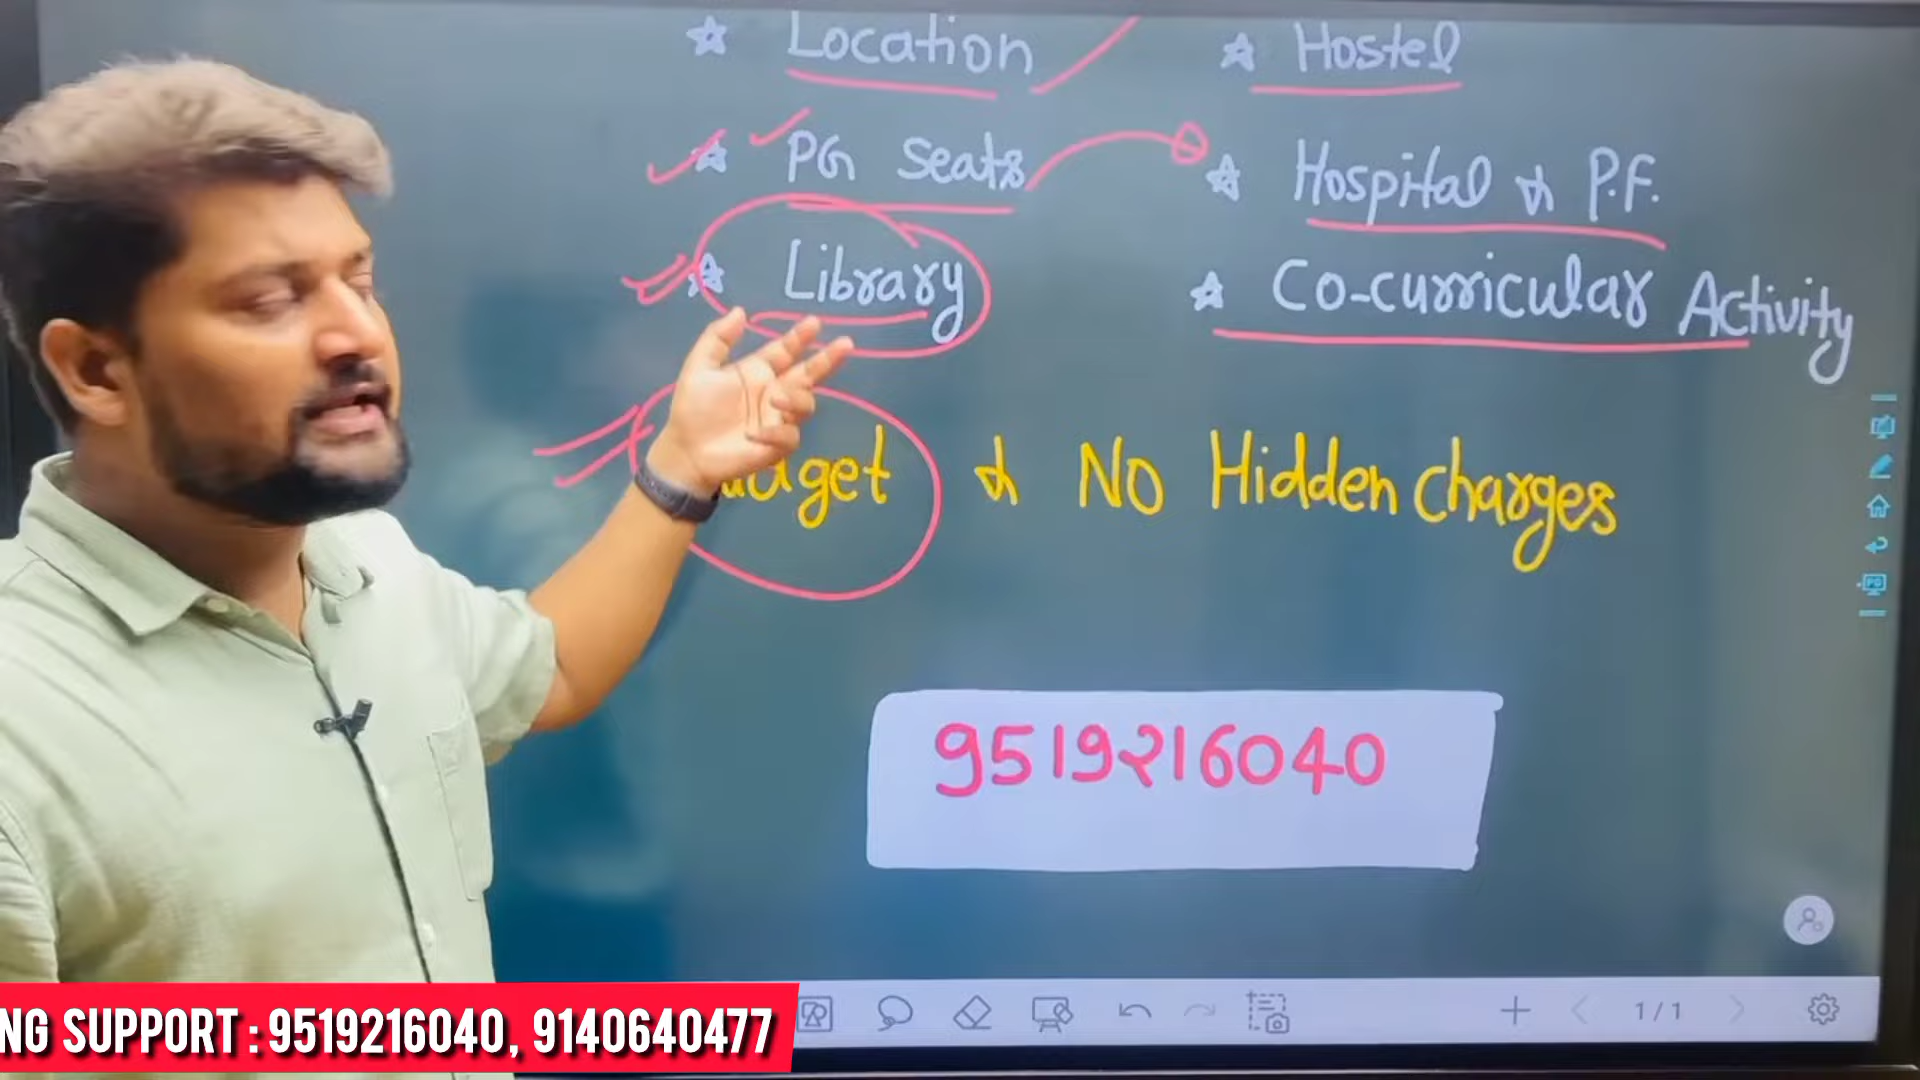 Location
Hostel
PG Seats
Hospital & P.F.
Library
Co-curricular Activity
Budget & No Hidden Charges
9519216040
NG SUPPORT : 9519216040, 9140640477
1/1